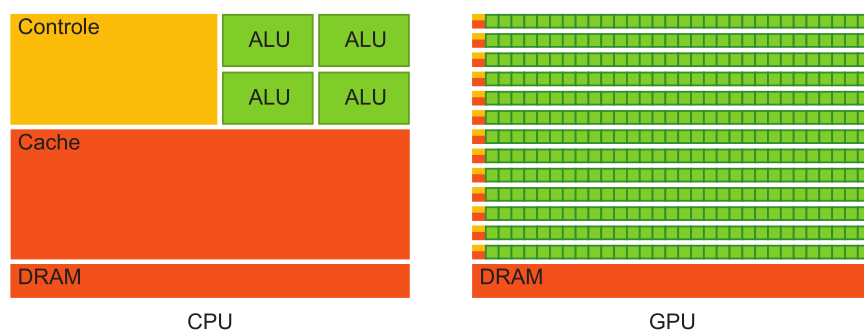 Controle
ALU ALU
ALU ALU
Cache
DRAM
CPU
DRAM
GPU